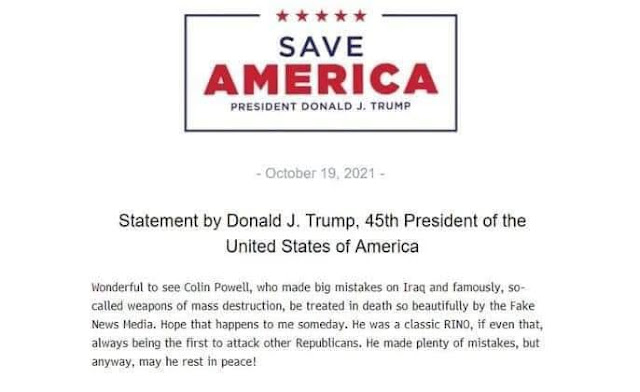 ★★★★★
SAVE
AMERICA
PRESIDENT DONALD J. TRUMP
- October 19, 2021 -
Statement by Donald J. Trump, 45th President of the
United States of America
Wonderful to see Colin Powell, who made big mistakes on Iraq and famously, so-
called weapons of mass destruction, be treated in death so beautifully by the Fake
News Media. Hope that happens to me someday. He was a classic RINO, if even that,
always being the first to attack other Republicans. He made plenty of mistakes, but
anyway, may he rest in peace!